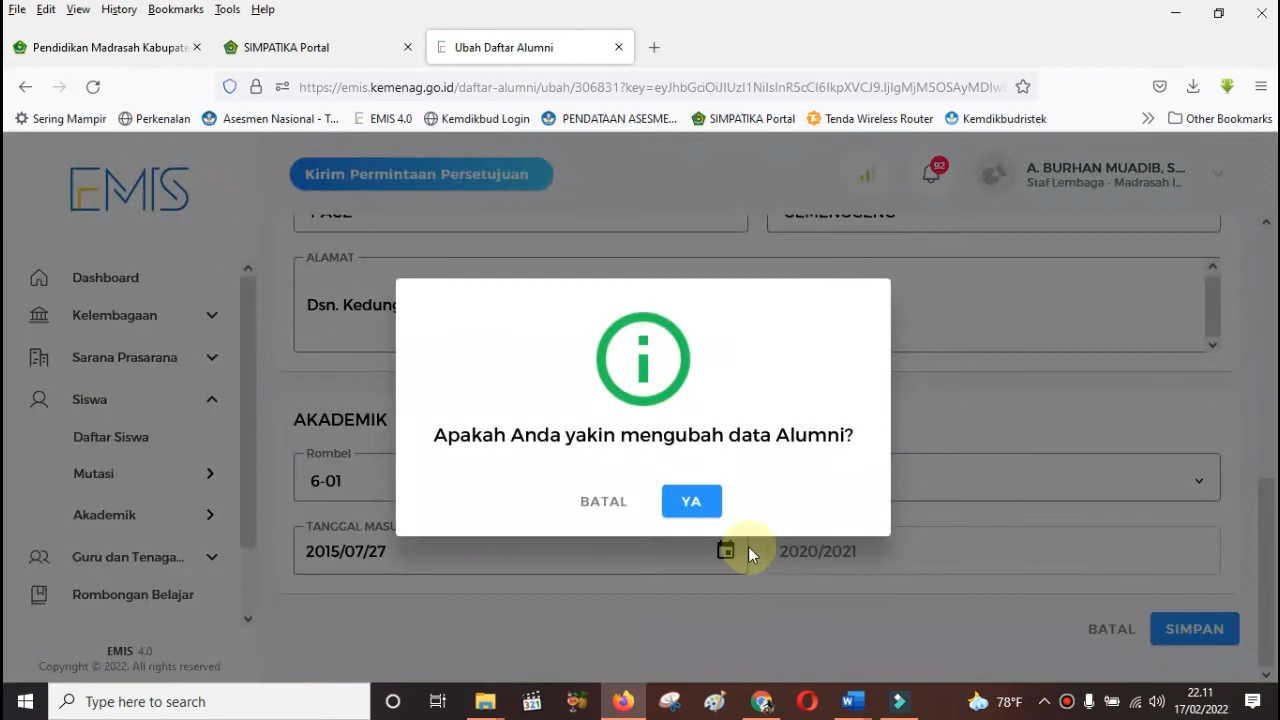 File Edit View History Bookmarks Tools Help
Pendidikan Madrasah Kabupate
SIMPATIKA Portal
Ubah Daftar Alumni
https://emis.kemenag.go.id/daftar-alumni/ubah/306831?key=eyJhbGciOiJIUzI1NiIsInR5cCI6IkpXVCJ9.IjIgMjM5OSAyMDIwL
Sering Mampir Perkenalan Asesmen Nasional - T... EMIS 4.0 Kemdikbud Login PENDATAAN ASESME... SIMPATIKA Portal Tenda Wireless Router Kemdikbudristek Other Bookmarks
EMIS
Kirim Permintaan Persetujuan
92
A. BURHAN MUADIB, S...
Staf Lembaga - Madrasah I...
Dashboard
Kelembagaan
Sarana Prasarana
Siswa
Daftar Siswa
Mutasi
Akademik
Guru dan Tenaga...
Rombongan Belajar
EMIS 4.0
Copyright © 2022. All rights reserved
ALAMAT
Dsn. Kedung
Apakah Anda yakin mengubah data Alumni?
BATAL YA
AKADEMIK
Rombel
6-01
TANGGAL MASU
2015/07/27
2020/2021
BATAL SIMPAN
Type here to search
321
78°F
22.11
17/02/2022